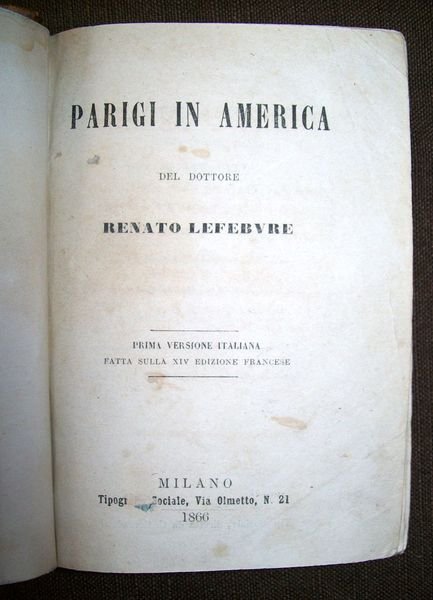 PARIGI IN AMERICA
DEL DOTTORE
RENATO LEFEBVRE
PRIMA VERSIONE ITALIANA
FATTA SULLA XIV EDIZIONE FRANCESE
MILANO
Sociale, Via Olmetto, N. 21
1866